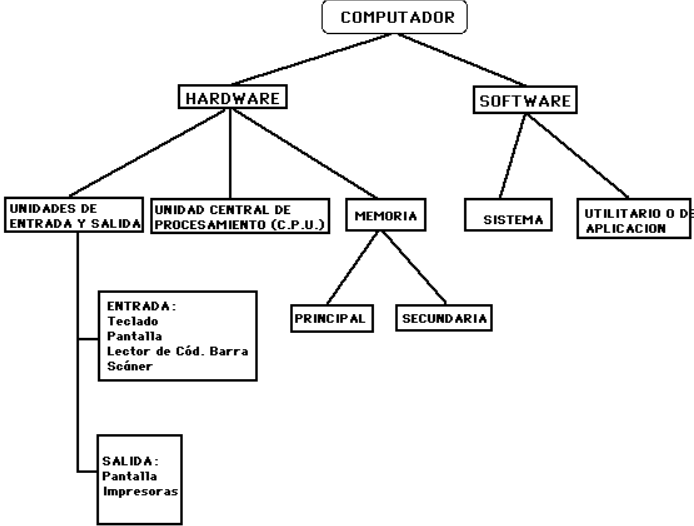 COMPUTADOR
HARDWARE
SOFTWARE
UNIDADES DE
ENTRADA Y SALIDA
UNIDAD CENTRAL DE
PROCESAMIENTO (C.P.U.)
MEMORIA
SISTEMA
UTILITARIO O DE
APLICACION
PRINCIPAL
SECUNDARIA
ENTRADA:
Teclado
Pantalla
Lector de Cód. Barra
Scáner
SALIDA:
Pantalla
Impresoras